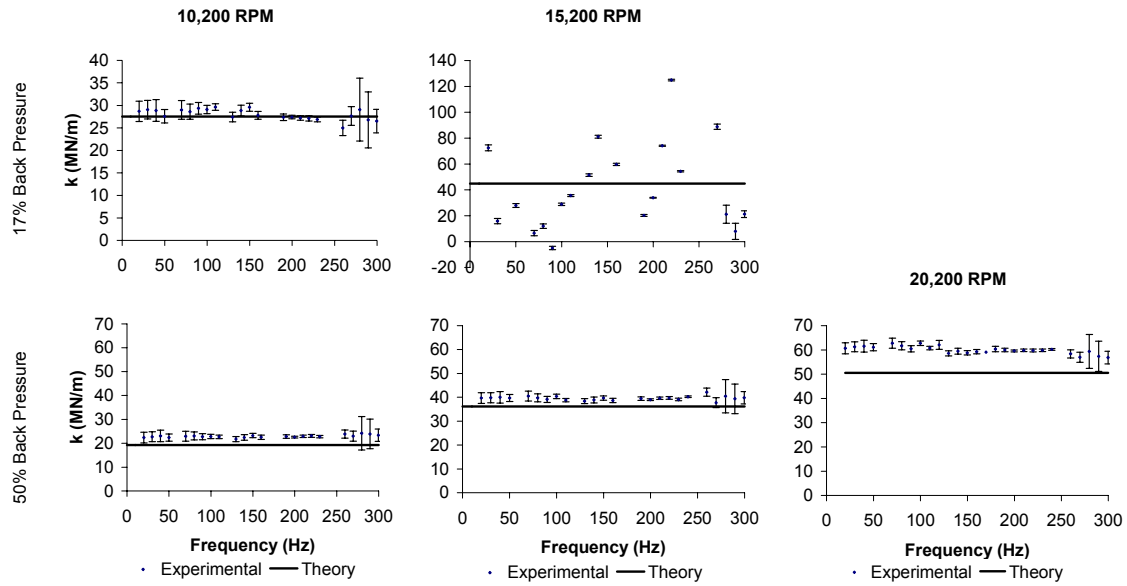 10,200 RPM
15,200 RPM
17% Back Pressure
k (MN/m)
40
35
30
25
20
15
10
5
0
0 50 100 150 200 250 300
140
120
100
80
60
40
20
0
-20
0 50 100 150 200 250 300
20,200 RPM
50% Back Pressure
k (MN/m)
70
60
50
40
30
20
10
0
0 50 100 150 200 250 300
Frequency (Hz)
Experimental Theory
70
60
50
40
30
20
10
0
0 50 100 150 200 250 300
Frequency (Hz)
Experimental Theory
70
60
50
40
30
20
10
0
0 50 100 150 200 250 300
Frequency (Hz)
Experimental Theory